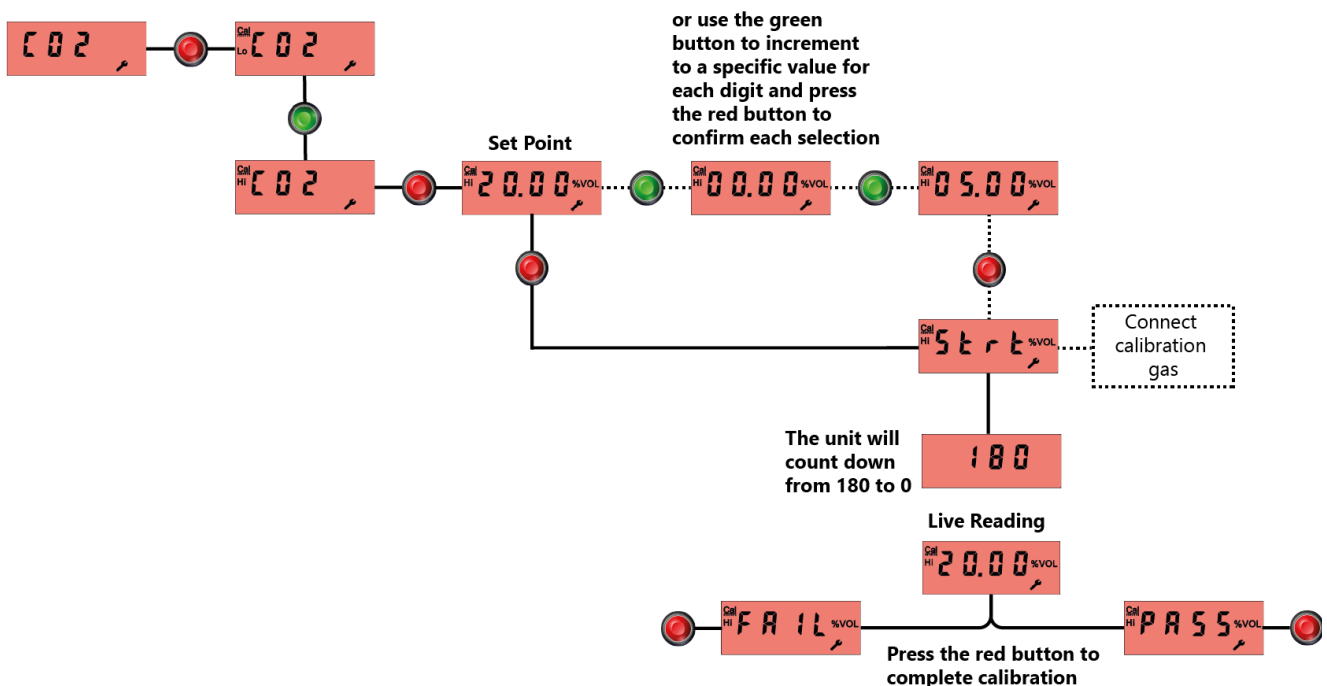 or use the green
button to increment
to a specific value for
each digit and press
the red button to
confirm each selection
CO2
Cal
Lo CO2
Set Point
Cal
Hi CO2
Cal
Hi 20.00 %VOL
Cal
Hi 00.00 %VOL
Cal
Hi 05.00 %VOL
Cal
Hi Strt %VOL
Connect
calibration
gas
The unit will
count down
from 180 to 0
180
Live Reading
Cal
Hi 20.00 %VOL
Cal
Hi FAIL %VOL
Cal
Hi PASS %VOL
Press the red button to
complete calibration